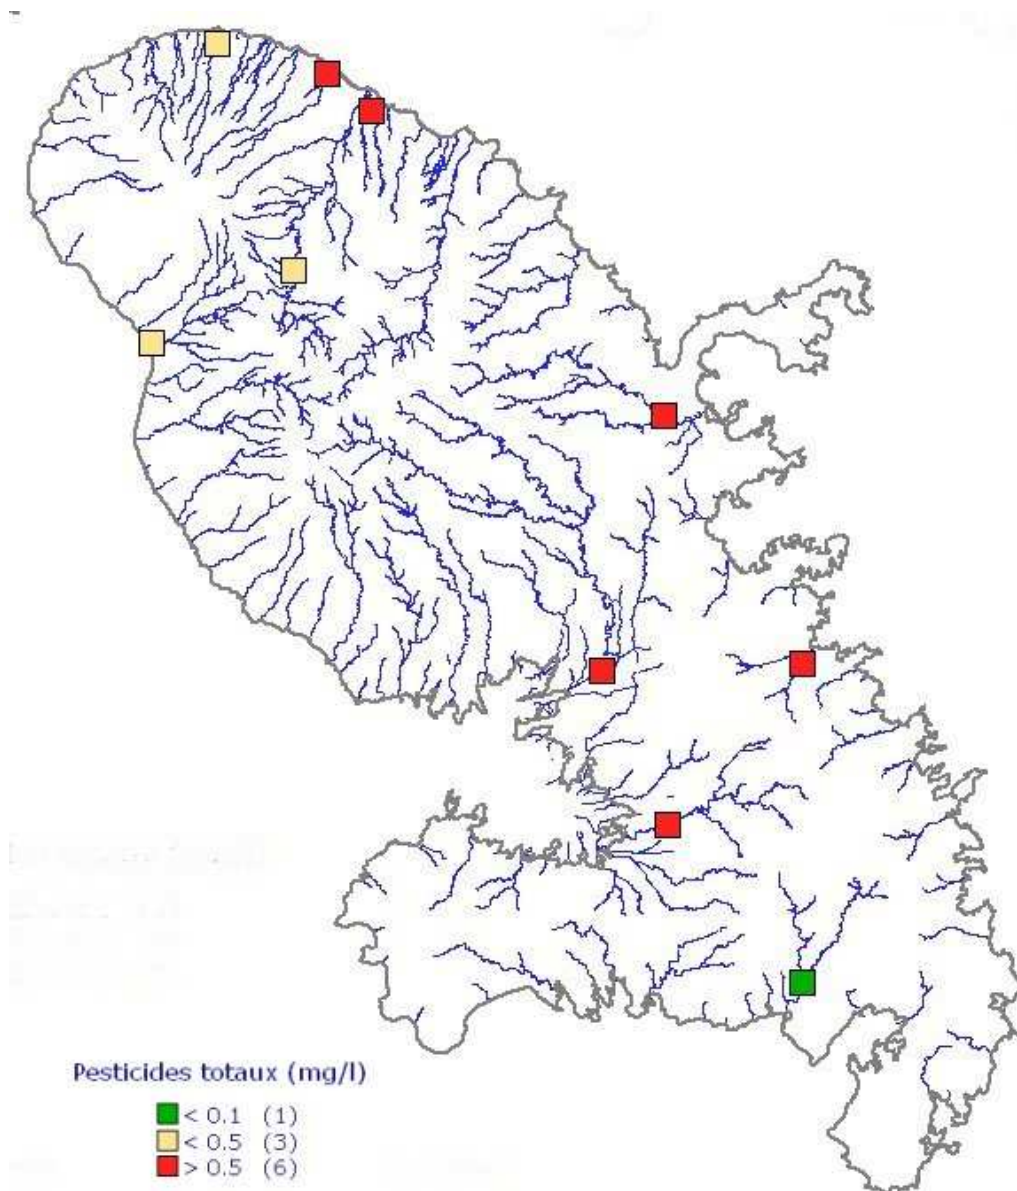 Pesticides totaux (mg/l)
< 0.1 (1)
< 0.5 (3)
> 0.5 (6)